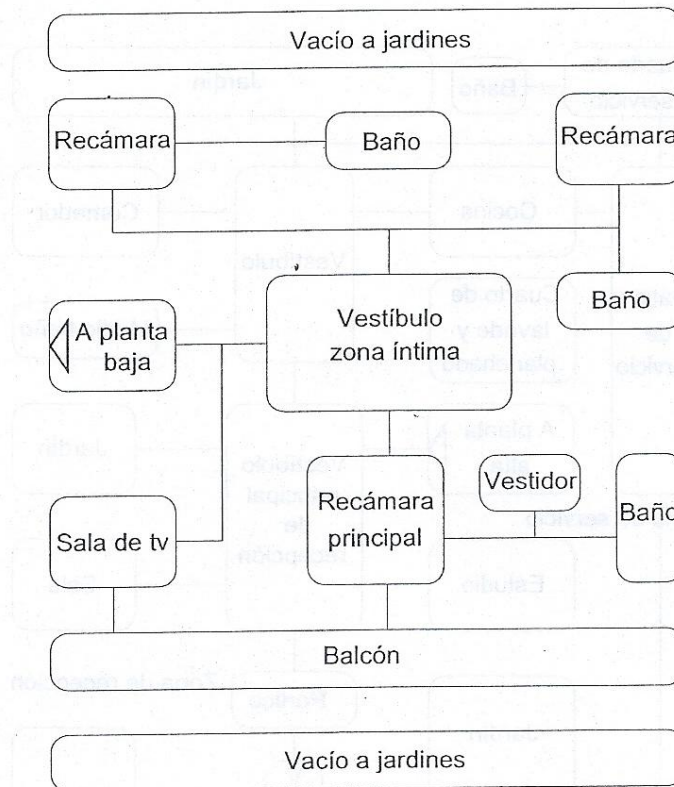 Vacío a jardines
Recámara
Baño
Recámara
Vestíbulo
zona íntima
Baño
A planta
baja
Recámara
principal
Vestidor
Baño
Sala de tv
Balcón
Vacío a jardines